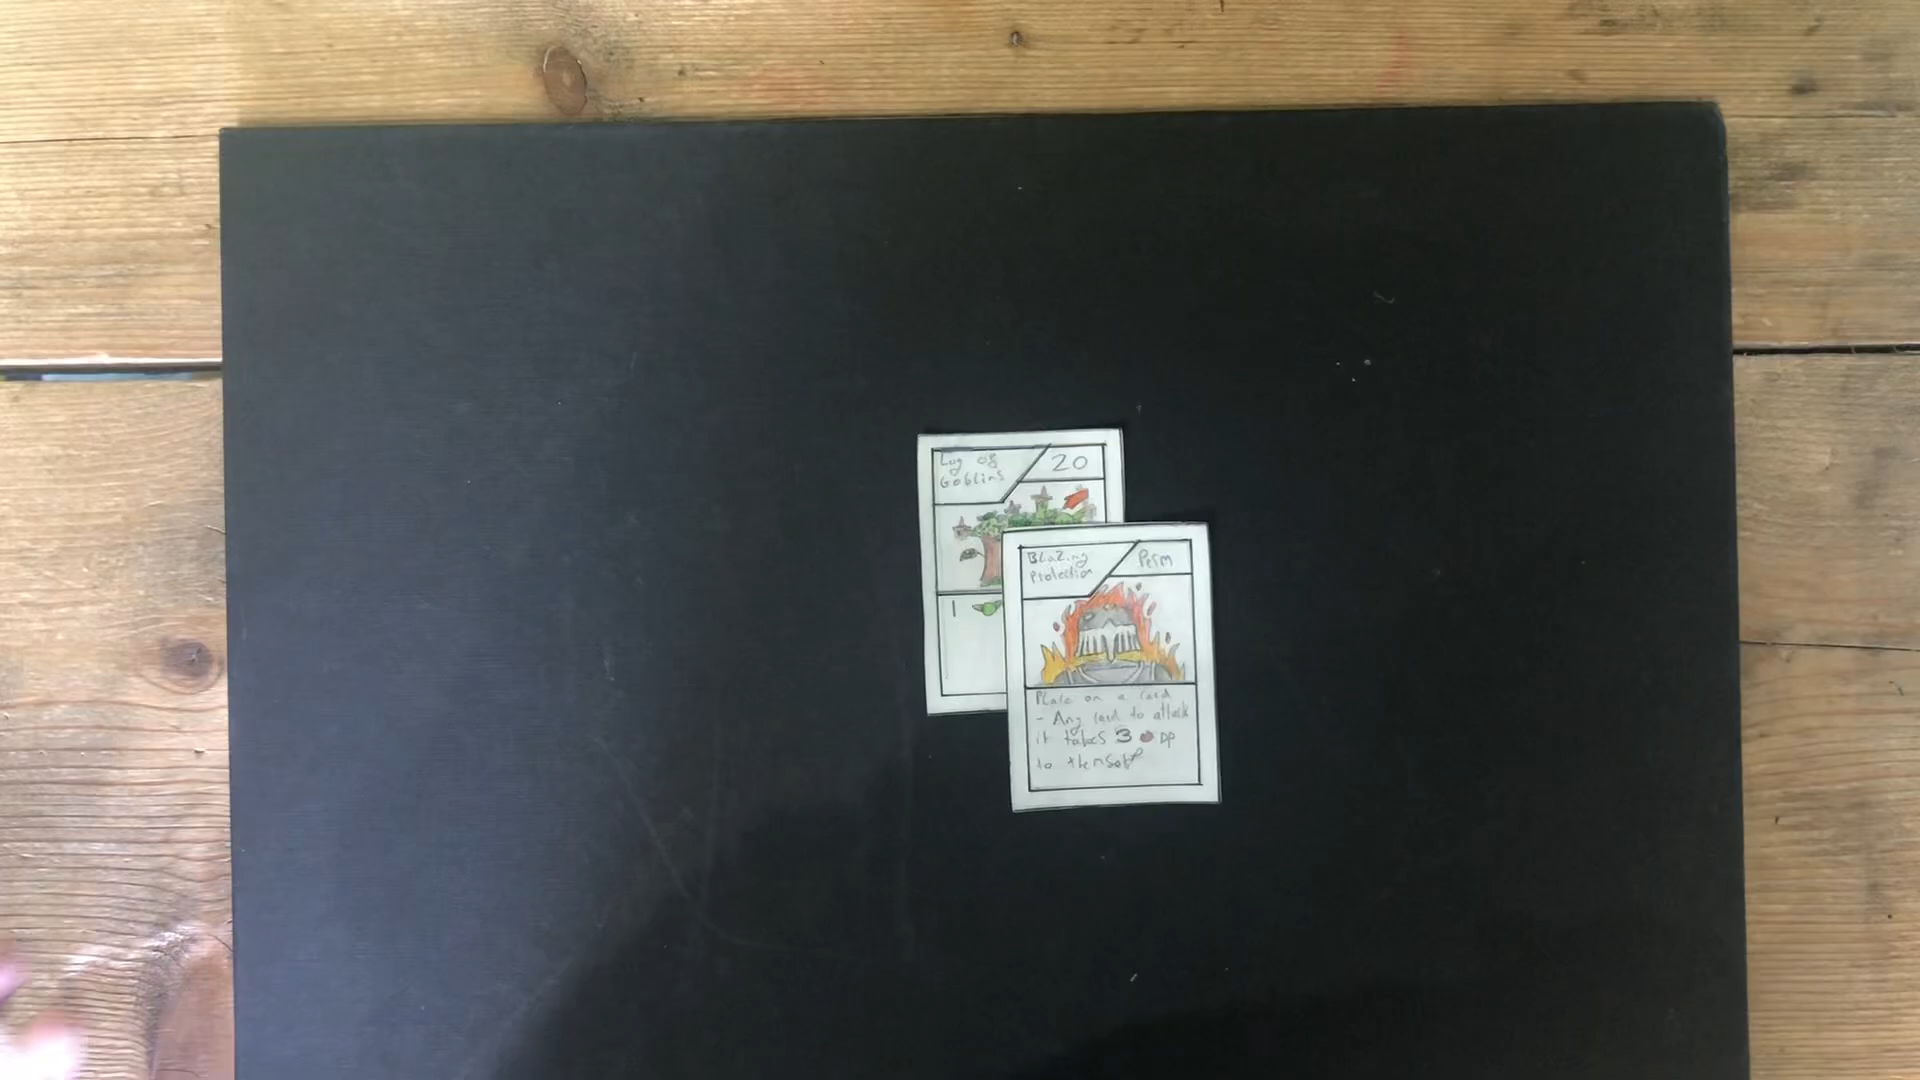 Log of
Goblins
20
1
Blazing
Protection
Perm
Place on a card
- Any card to attack
it takes 3 DP
to themself